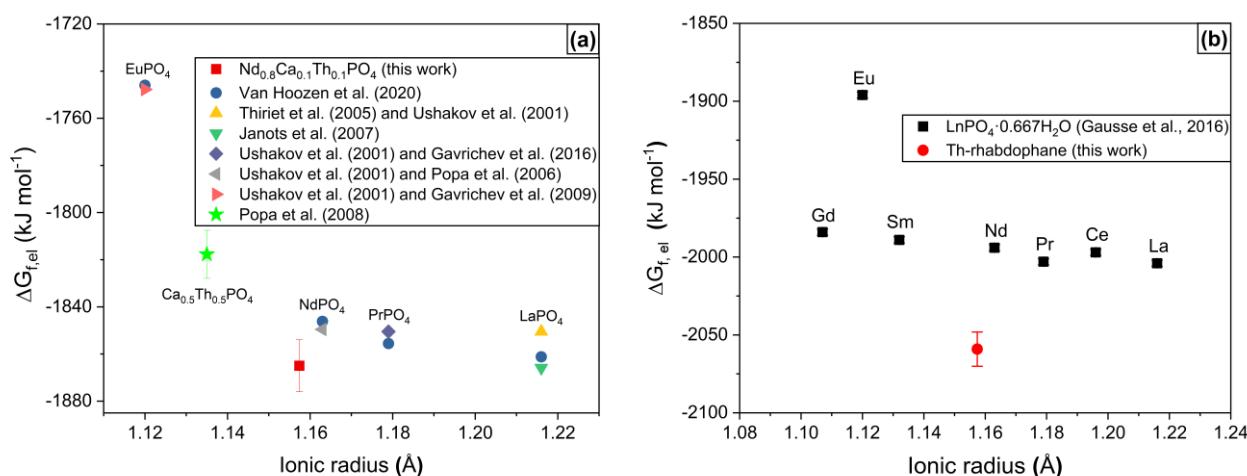 (a)
-1720
-1760
-1800
-1840
-1880
ΔG_f,el (kJ mol⁻¹)
EuPO₄
Nd₀.₈Ca₀.₁Th₀.₁PO₄ (this work)
Van Hoozen et al. (2020)
Thiriet et al. (2005) and Ushakov et al. (2001)
Janots et al. (2007)
Ushakov et al. (2001) and Gavrichev et al. (2016)
Ushakov et al. (2001) and Popa et al. (2006)
Ushakov et al. (2001) and Gavrichev et al. (2009)
Popa et al. (2008)
Ca₀.₅Th₀.₅PO₄
NdPO₄
PrPO₄
LaPO₄
1.12 1.14 1.16 1.18 1.20 1.22
Ionic radius (Å)
(b)
-1850
-1900
-1950
-2000
-2050
-2100
ΔG_f, el (kJ mol⁻¹)
Eu
LnPO₄·0.667H₂O (Gausse et al., 2016)
Th-rhabdophane (this work)
Gd
Sm
Nd
Pr
Ce
La
1.08 1.10 1.12 1.14 1.16 1.18 1.20 1.22 1.24
Ionic radius (Å)